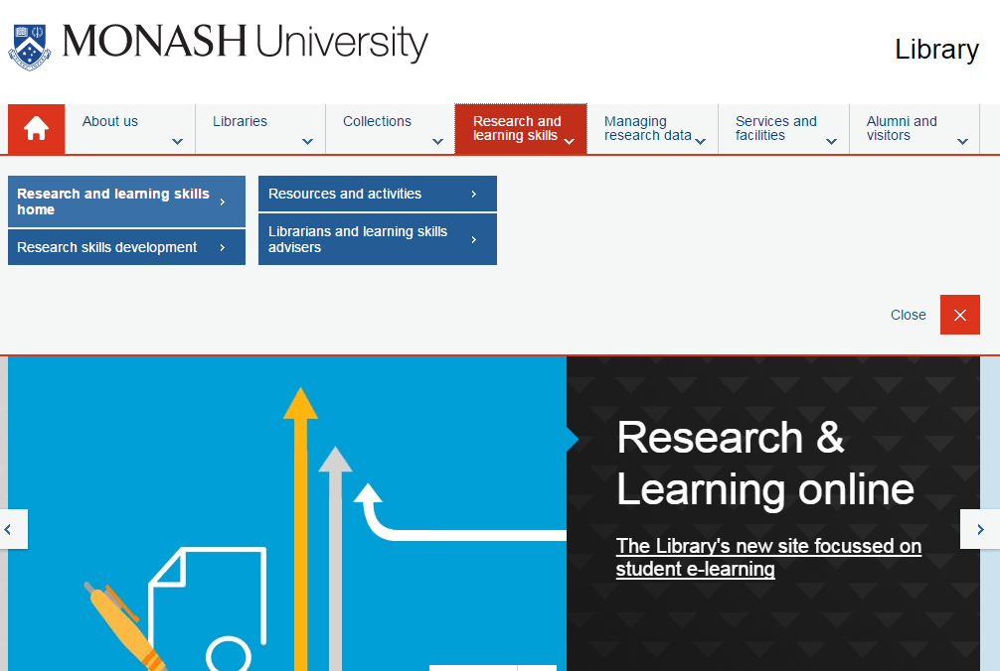 MONASH University
Library
About us
Libraries
Collections
Research and
learning skills
Managing
research data
Services and
facilities
Alumni and
visitors
Research and learning skills
home
Research skills development
Resources and activities
Librarians and learning skills
advisers
Close
Research &
Learning online
The Library's new site focussed on
student e-learning